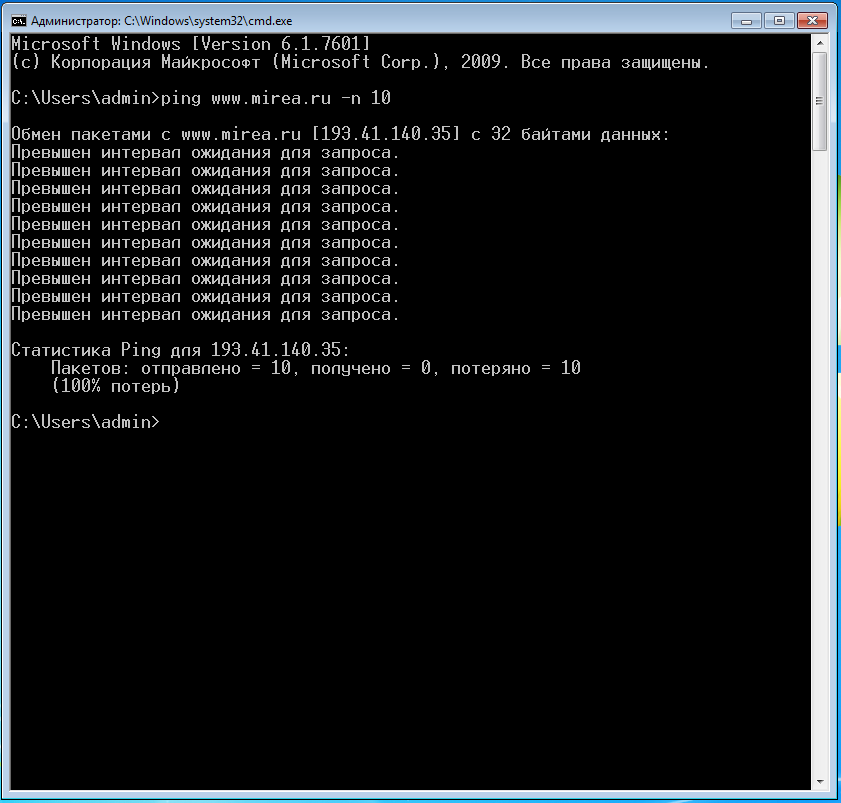 Администратор: C:\Windows\system32\cmd.exe
Microsoft Windows [Version 6.1.7601]
(c) Корпорация Майкрософт (Microsoft Corp.), 2009. Все права защищены.
C:\Users\admin>ping www.mirea.ru -n 10
Обмен пакетами с www.mirea.ru [193.41.140.35] с 32 байтами данных:
Превышен интервал ожидания для запроса.
Превышен интервал ожидания для запроса.
Превышен интервал ожидания для запроса.
Превышен интервал ожидания для запроса.
Превышен интервал ожидания для запроса.
Превышен интервал ожидания для запроса.
Превышен интервал ожидания для запроса.
Превышен интервал ожидания для запроса.
Превышен интервал ожидания для запроса.
Превышен интервал ожидания для запроса.
Статистика Ping для 193.41.140.35:
Пакетов: отправлено = 10, получено = 0, потеряно = 10
(100% потерь)
C:\Users\admin>